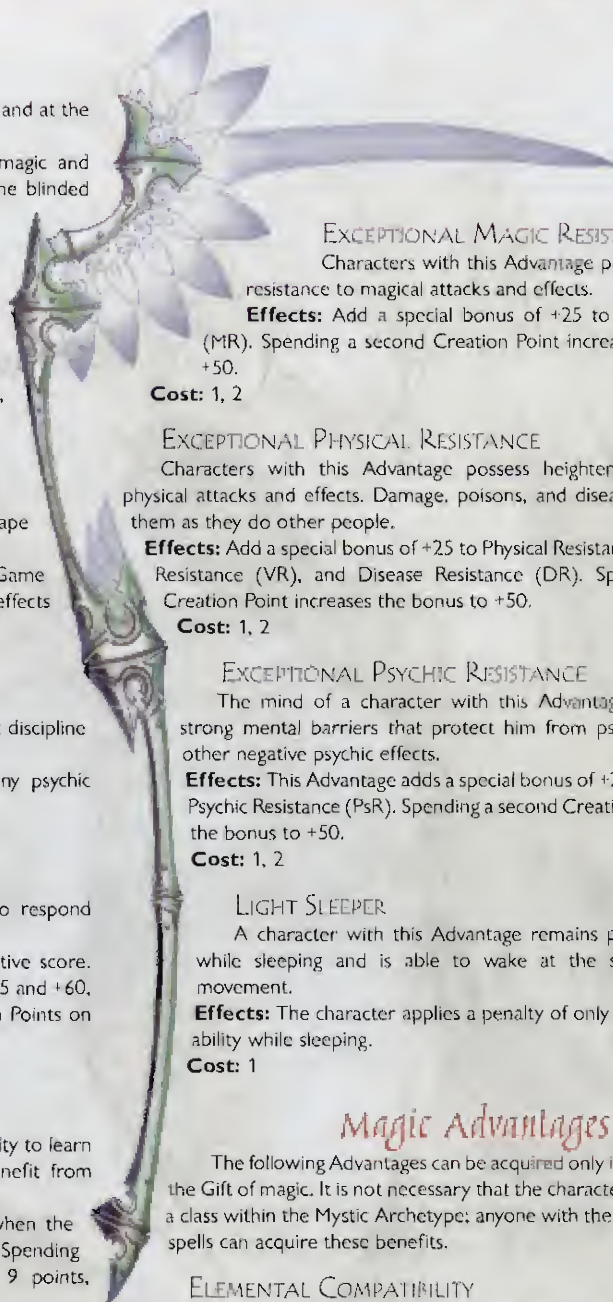 and at the
magic and
ne blinded
ape
Game
effects
discipline
ny psychic
o respond
tive score.
5 and +60,
Points on
ity to learn
nefit from
when the
Spending
9 points,
EXCEPTIONAL MAGIC RESIST
Characters with this Advantage p
resistance to magical attacks and effects.
Effects: Add a special bonus of +25 to
(MR). Spending a second Creation Point increa
+50.
Cost: 1, 2
EXCEPTIONAL PHYSICAL RESISTANCE
Characters with this Advantage possess heighten
physical attacks and effects. Damage, poisons, and disea
them as they do other people.
Effects: Add a special bonus of +25 to Physical Resistan
Resistance (VR), and Disease Resistance (DR). Sp
Creation Point increases the bonus to +50.
Cost: 1, 2
EXCEPTIONAL PSYCHIC RESISTANCE
The mind of a character with this Advantag
strong mental barriers that protect him from ps
other negative psychic effects.
Effects: This Advantage adds a special bonus of +2
Psychic Resistance (PsR). Spending a second Creati
the bonus to +50.
Cost: 1, 2
LIGHT SLEEPER
A character with this Advantage remains p
while sleeping and is able to wake at the s
movement.
Effects: The character applies a penalty of only
ability while sleeping.
Cost: 1
Magic Advantages
The following Advantages can be acquired only i
the Gift of magic. It is not necessary that the characte
a class within the Mystic Archetype; anyone with the
spells can acquire these benefits.
ELEMENTAL COMPATIBILITY